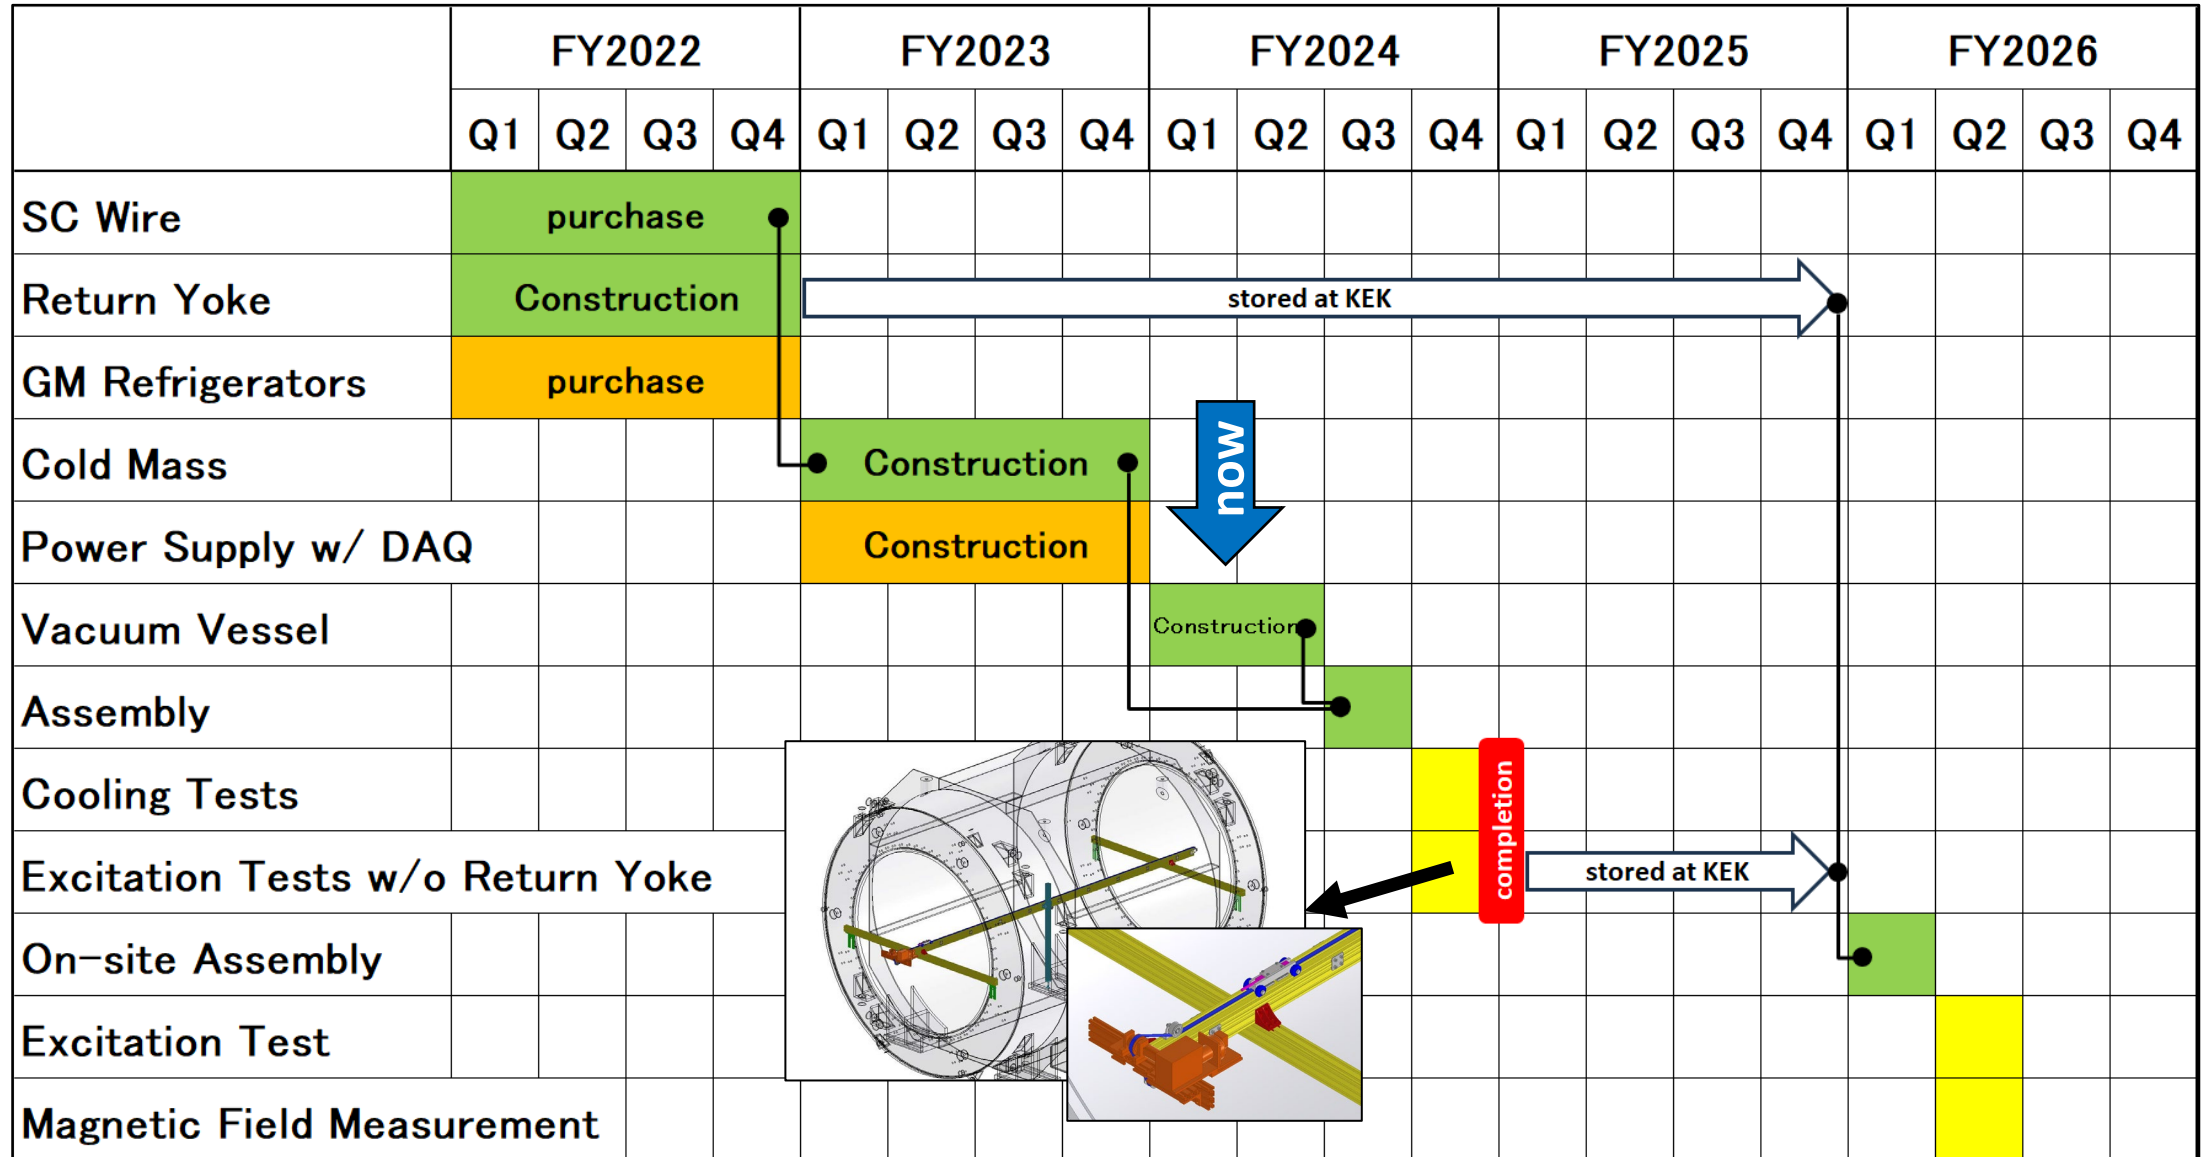 FY2022 FY2023 FY2024 FY2025 FY2026
Q1 Q2 Q3 Q4 Q1 Q2 Q3 Q4 Q1 Q2 Q3 Q4 Q1 Q2 Q3 Q4 Q1 Q2 Q3 Q4
SC Wire purchase
Return Yoke Construction stored at KEK
GM Refrigerators purchase
Cold Mass Construction
now
Power Supply w/ DAQ Construction
Vacuum Vessel Construction
Assembly
Cooling Tests
completion
Excitation Tests w/o Return Yoke stored at KEK
On-site Assembly
Excitation Test
Magnetic Field Measurement